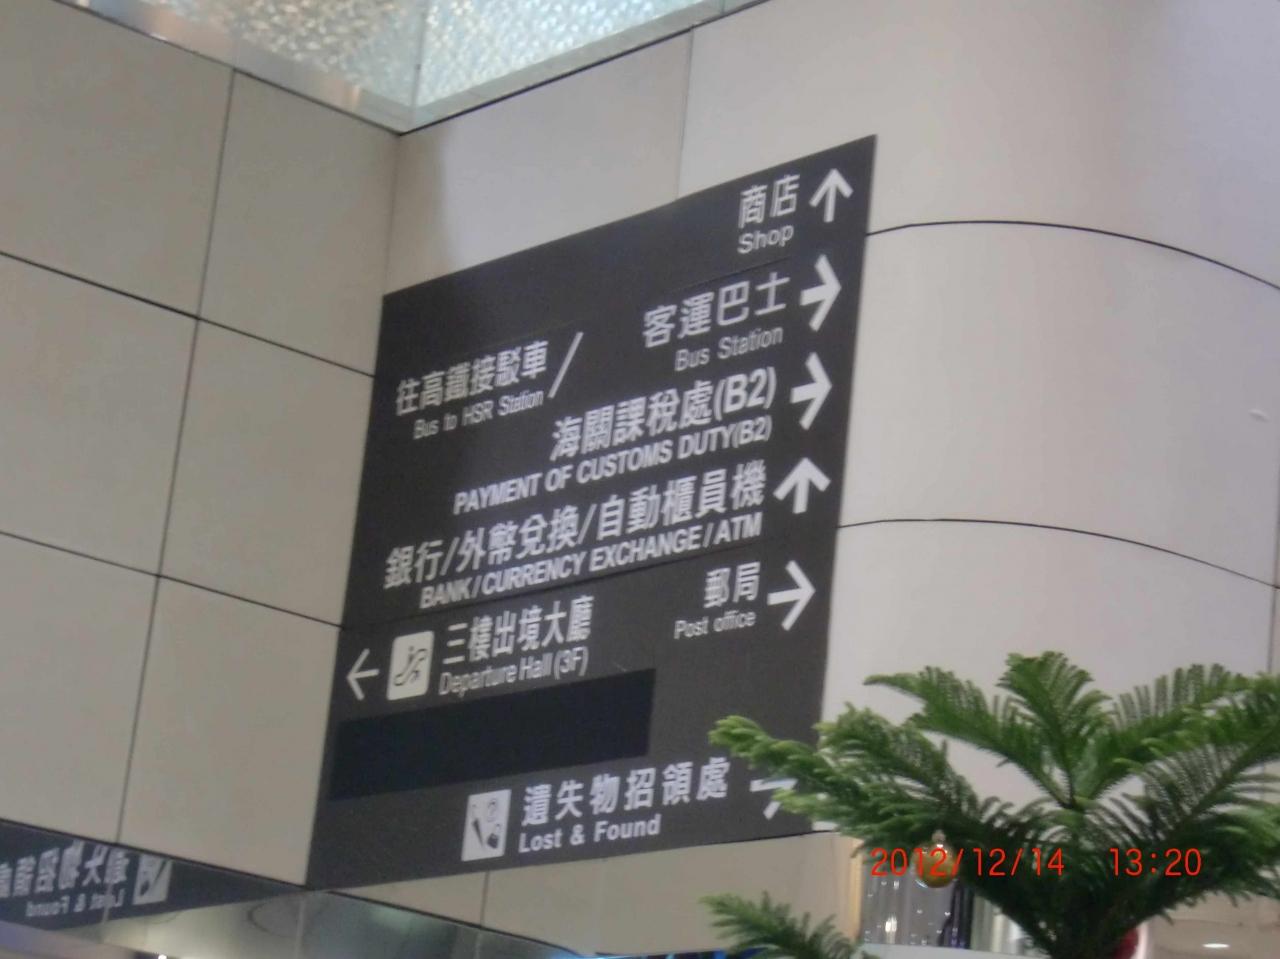 商店
Shop
客運巴士
Bus Station
往高鐵接駁車/
Bus to HSR Station
海關課稅處(B2)
PAYMENT OF CUSTOMS DUTY(B2)
銀行/外幣兌換/自動櫃員機
BANK/CURRENCY EXCHANGE/ATM
郵局
Post office
三樓出境大廳
Departure Hall (3F)
遺失物招領處
Lost & Found
Lost & Found
2012/12/14 13:20